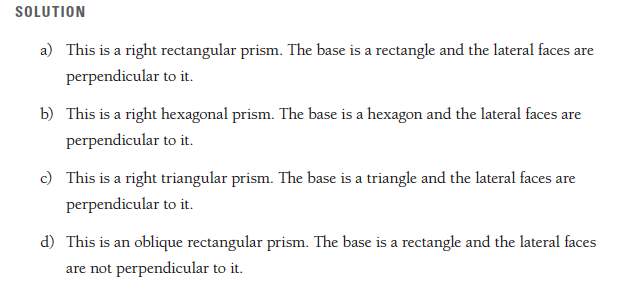 SOLUTION
a) This is a right rectangular prism. The base is a rectangle and the lateral faces are
perpendicular to it.
b) This is a right hexagonal prism. The base is a hexagon and the lateral faces are
perpendicular to it.
c) This is a right triangular prism. The base is a triangle and the lateral faces are
perpendicular to it.
d) This is an oblique rectangular prism. The base is a rectangle and the lateral faces
are not perpendicular to it.